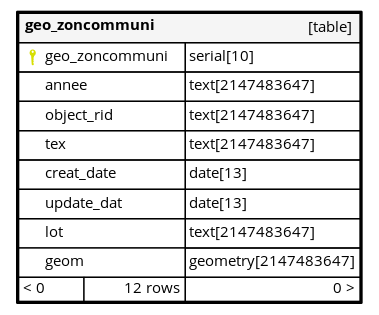 geo_zoncommuni [table]
geo_zoncommuni serial[10]
annee text[2147483647]
object_rid text[2147483647]
tex text[2147483647]
creat_date date[13]
update_dat date[13]
lot text[2147483647]
geom geometry[2147483647]
< 0 12 rows 0 >